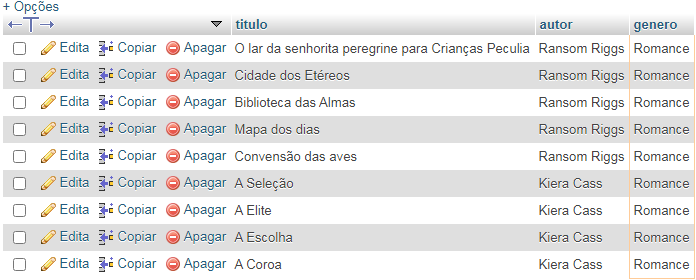 + Opções
←T→ titulo autor genero
Edita Copiar Apagar O lar da senhorita peregrine para Crianças Peculia Ransom Riggs Romance
Edita Copiar Apagar Cidade dos Etéreos Ransom Riggs Romance
Edita Copiar Apagar Biblioteca das Almas Ransom Riggs Romance
Edita Copiar Apagar Mapa dos dias Ransom Riggs Romance
Edita Copiar Apagar Convensão das aves Ransom Riggs Romance
Edita Copiar Apagar A Seleção Kiera Cass Romance
Edita Copiar Apagar A Elite Kiera Cass Romance
Edita Copiar Apagar A Escolha Kiera Cass Romance
Edita Copiar Apagar A Coroa Kiera Cass Romance